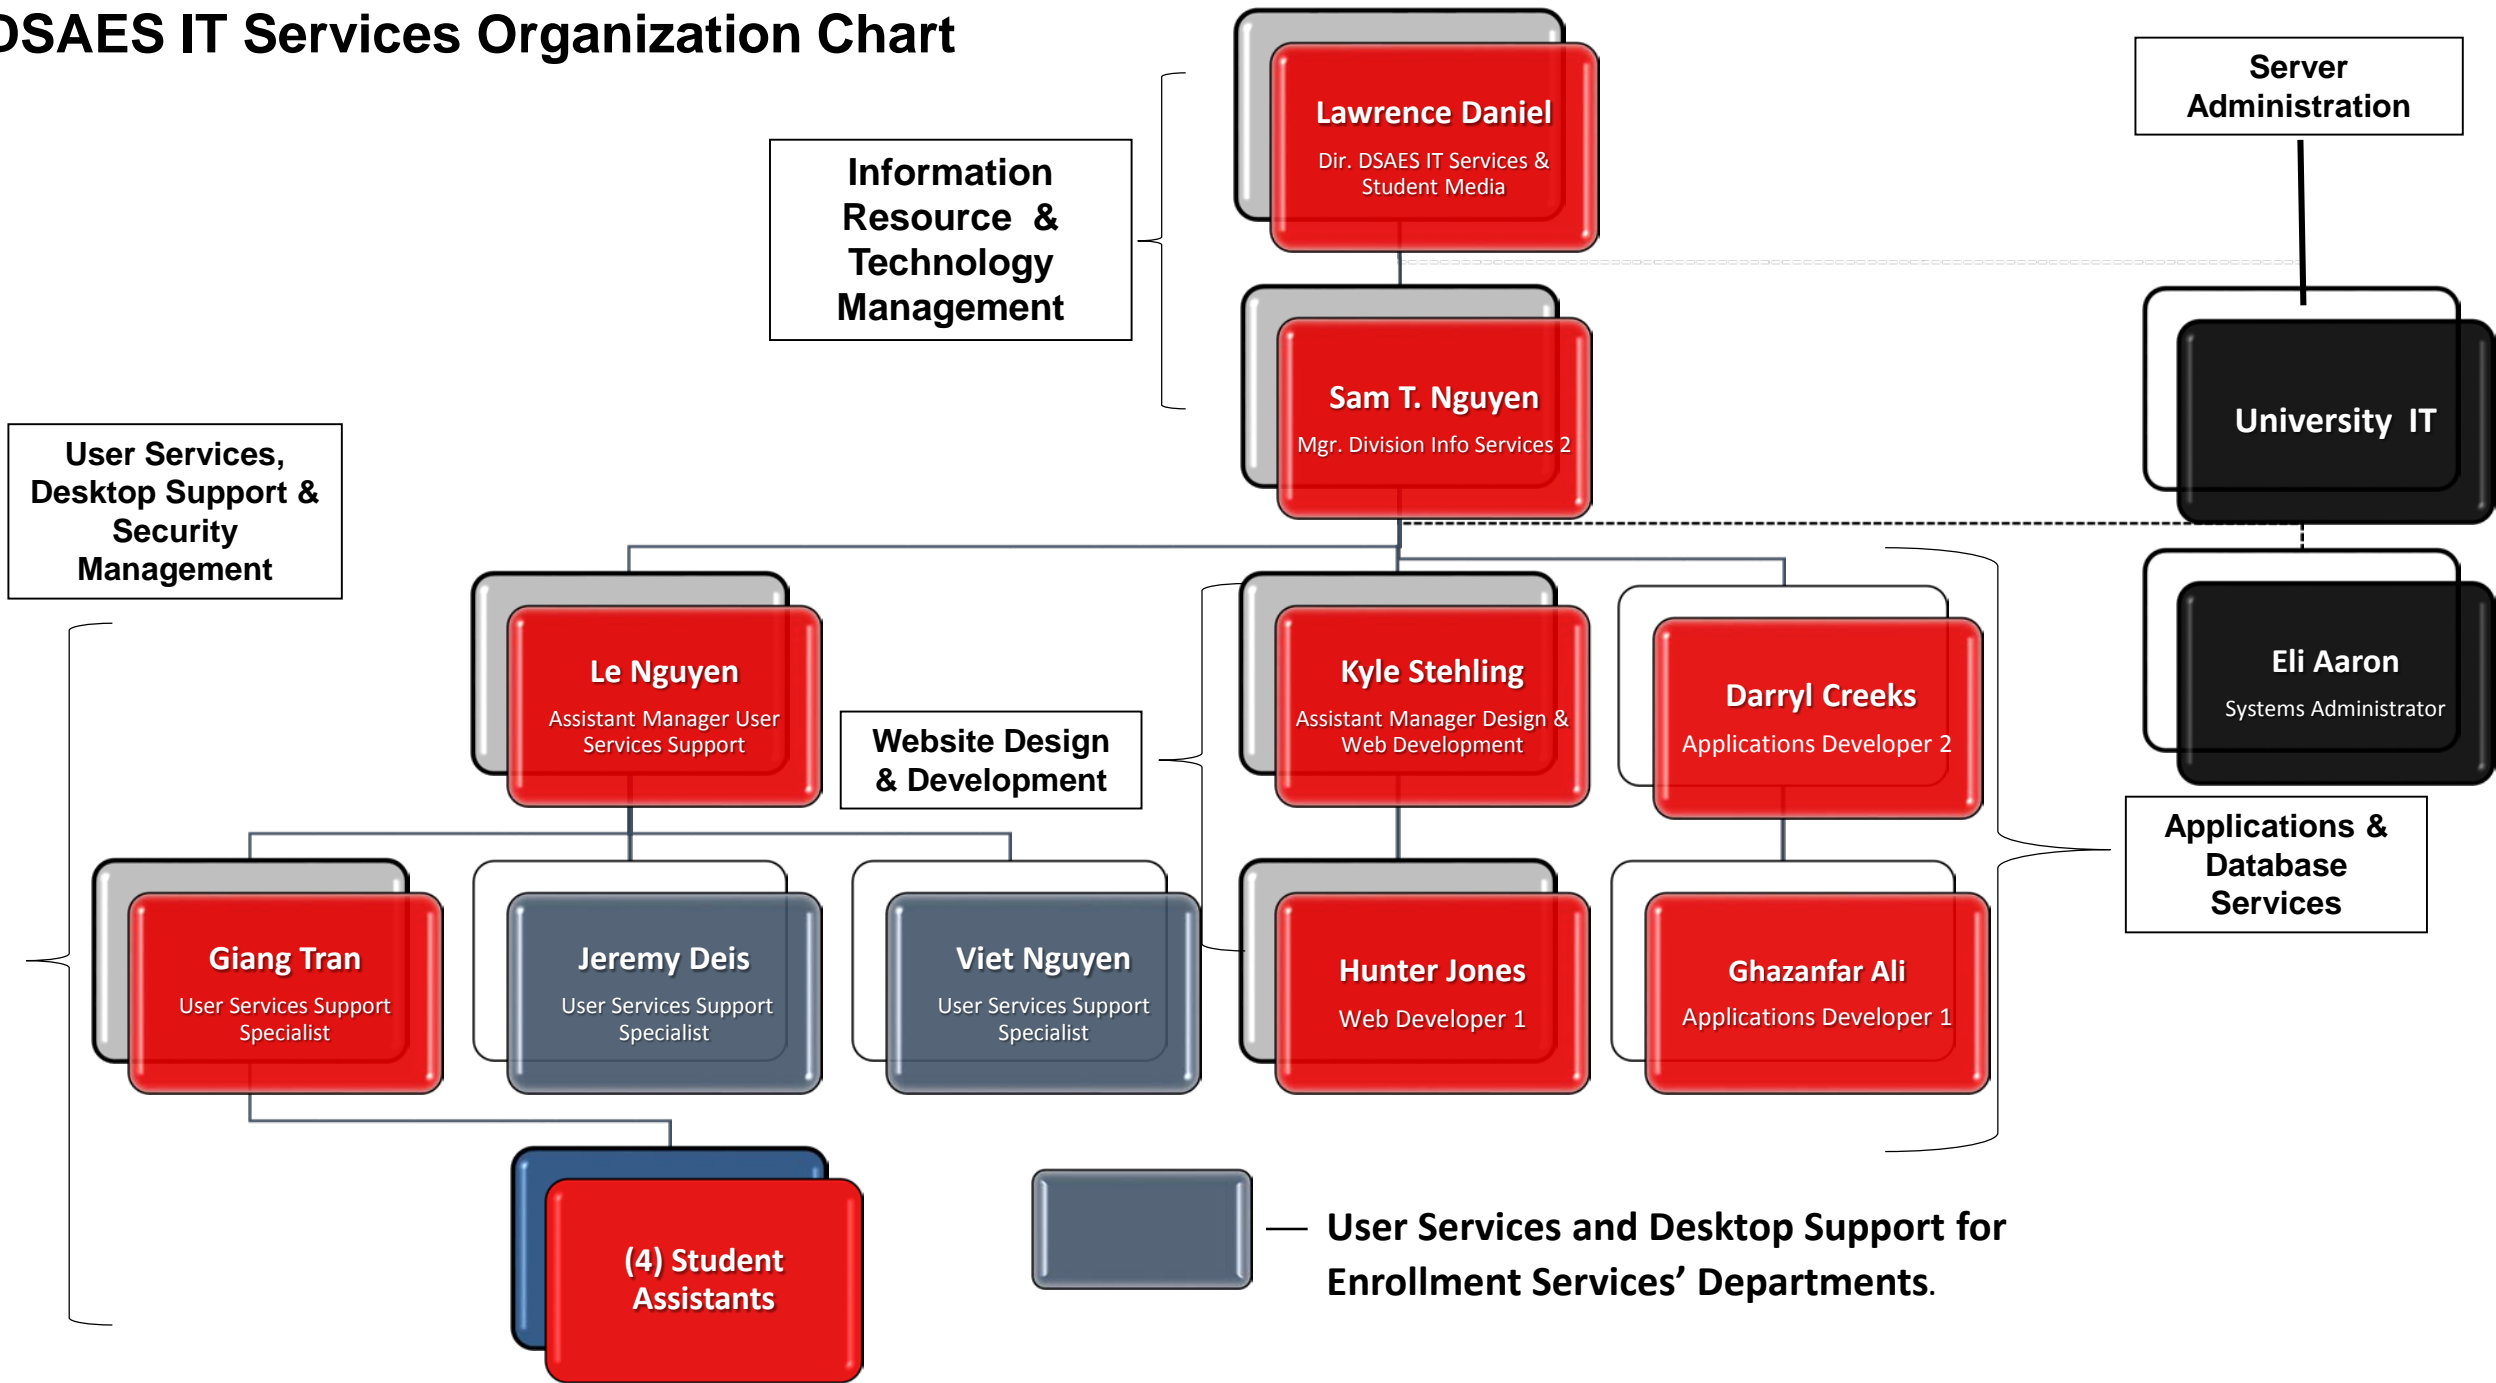 DSAES IT Services Organization Chart
Lawrence Daniel
Dir. DSAES IT Services &
Student Media
Server
Administration
Information
Resource & 
Technology
Management
Sam T. Nguyen
Mgr. Division Info Services 2
University IT
User Services,
Desktop Support &
Security
Management
Le Nguyen
Assistant Manager User
Services Support
Website Design
& Development
Kyle Stehling
Assistant Manager Design &
Web Development
Darryl Creeks
Applications Developer 2
Eli Aaron
Systems Administrator
Applications &
Database
Services
Giang Tran
User Services Support
Specialist
Jeremy Deis
User Services Support
Specialist
Viet Nguyen
User Services Support
Specialist
Hunter Jones
Web Developer 1
Ghazanfar Ali
Applications Developer 1
(4) Student
Assistants
User Services and Desktop Support for
Enrollment Services’ Departments.